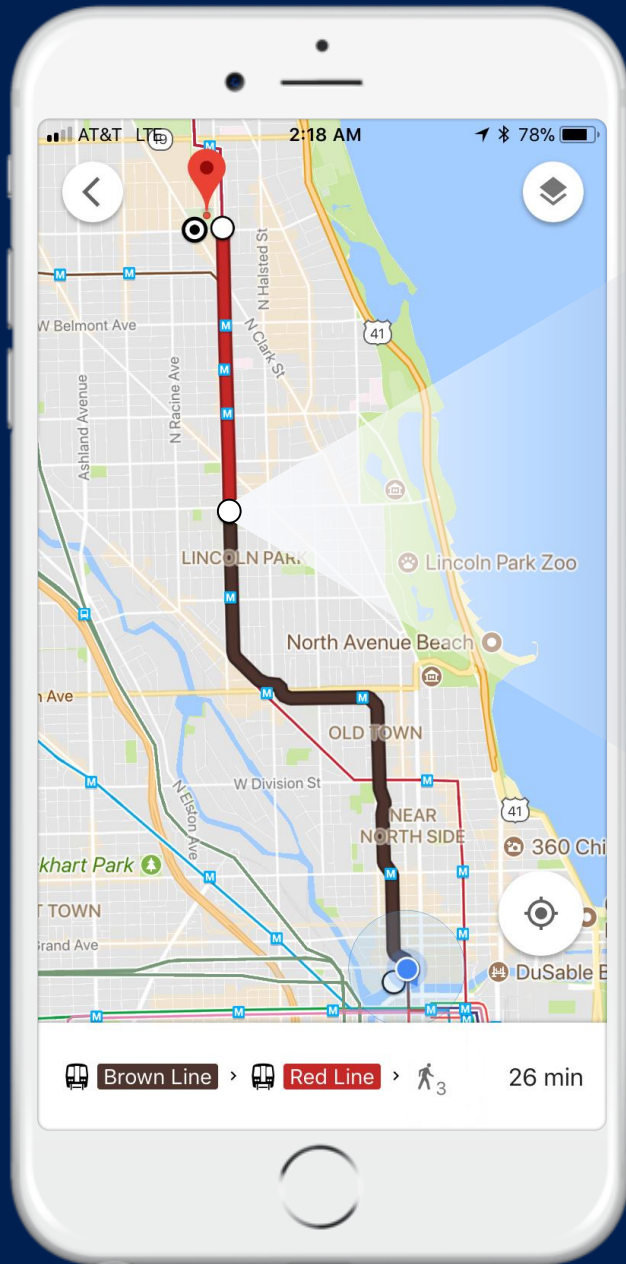 AT&T LTE
2:18 AM
78%
19
M
N Halsted St
M
M
W Belmont Ave
M
41
N Clark St
N Racine Ave
M
Ashland Avenue
M
LINCOLN PARK
Lincoln Park Zoo
M
North Avenue Beach
n Ave
M
M
OLD TOWN
W Division St
M
M
N Elston Ave
NEAR
NORTH SIDE
41
360 Chi
khart Park
M
M
T TOWN
M
M
Grand Ave
DuSable B
M
M
M
M
M
M
Brown Line
Red Line
3
26 min